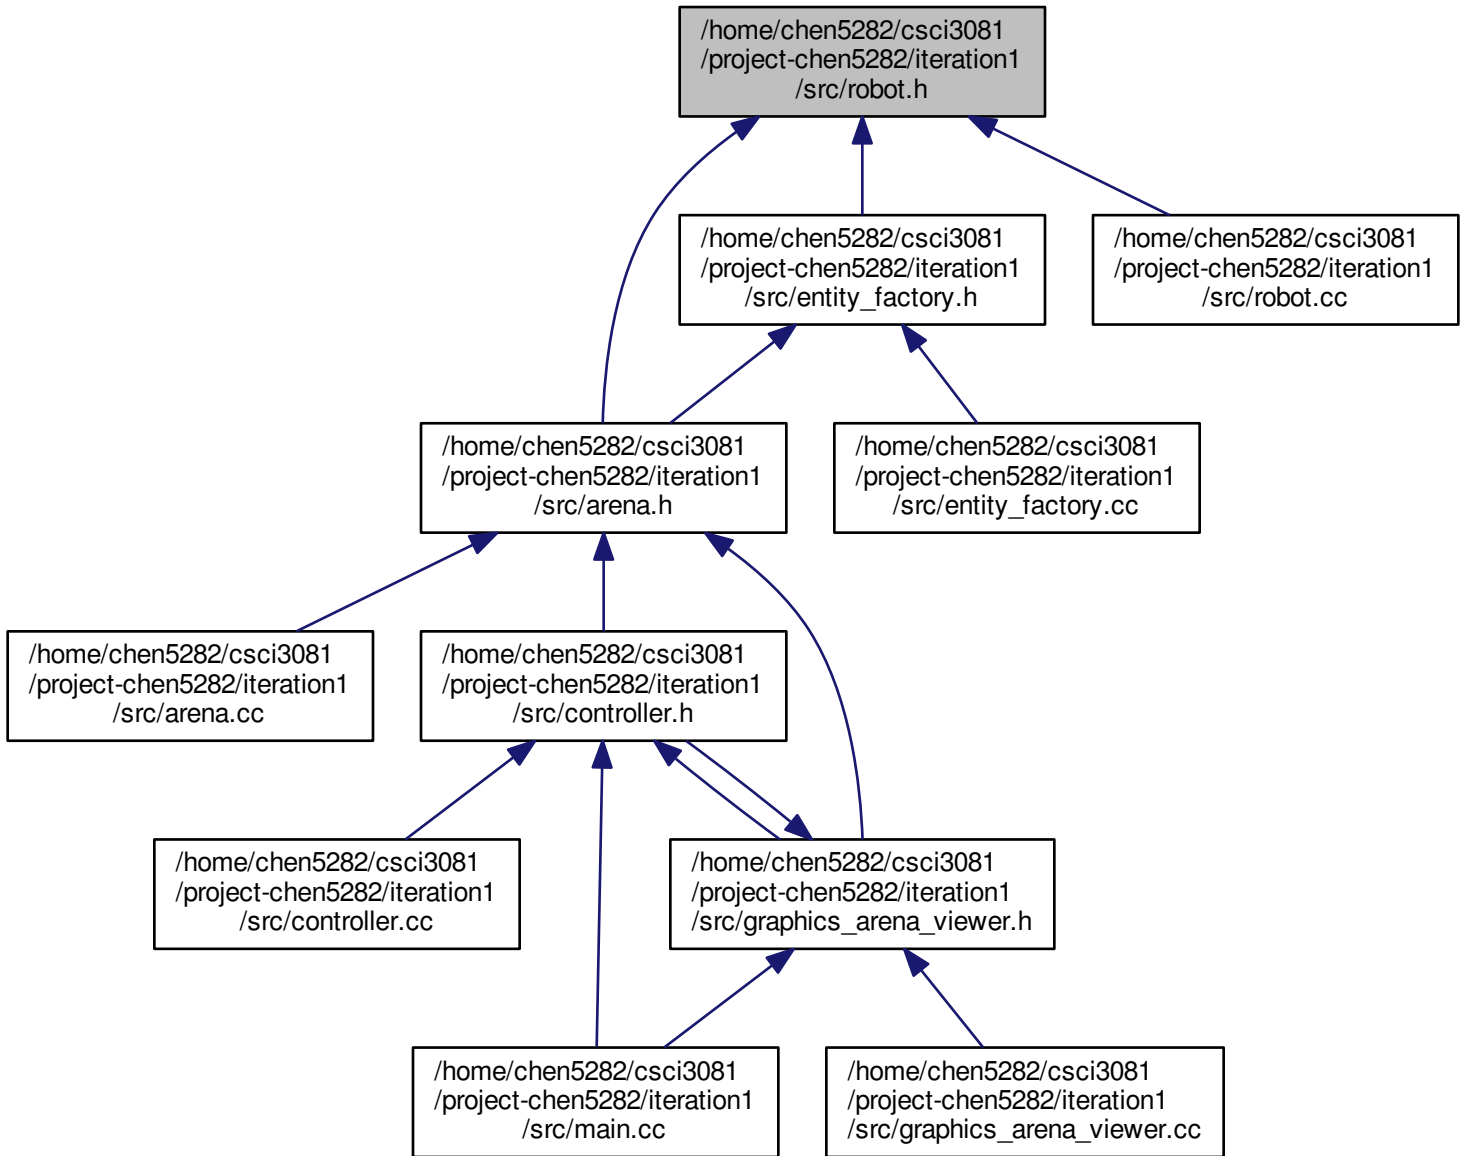 /home/chen5282/csci3081
/project-chen5282/iteration1
/src/robot.h
/home/chen5282/csci3081
/project-chen5282/iteration1
/src/entity_factory.h
/home/chen5282/csci3081
/project-chen5282/iteration1
/src/robot.cc
/home/chen5282/csci3081
/project-chen5282/iteration1
/src/arena.h
/home/chen5282/csci3081
/project-chen5282/iteration1
/src/entity_factory.cc
/home/chen5282/csci3081
/project-chen5282/iteration1
/src/arena.cc
/home/chen5282/csci3081
/project-chen5282/iteration1
/src/controller.h
/home/chen5282/csci3081
/project-chen5282/iteration1
/src/controller.cc
/home/chen5282/csci3081
/project-chen5282/iteration1
/src/graphics_arena_viewer.h
/home/chen5282/csci3081
/project-chen5282/iteration1
/src/main.cc
/home/chen5282/csci3081
/project-chen5282/iteration1
/src/graphics_arena_viewer.cc